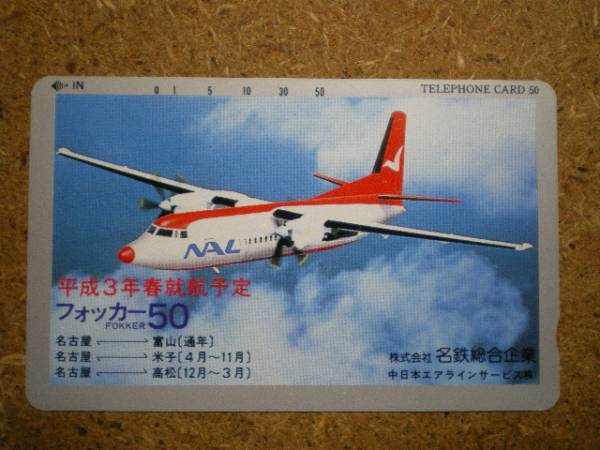 IN
0 1 5 10 30 50
TELEPHONE CARD 50
NAL
平成3年春就航予定
フォッカー50
FOKKER
名古屋 ←→ 富山〔通年〕
名古屋 ←→ 米子〔4月～11月〕
名古屋 ←→ 高松〔12月～3月〕
株式会社 名鉄総合企業
中日本エアラインサービス㈱